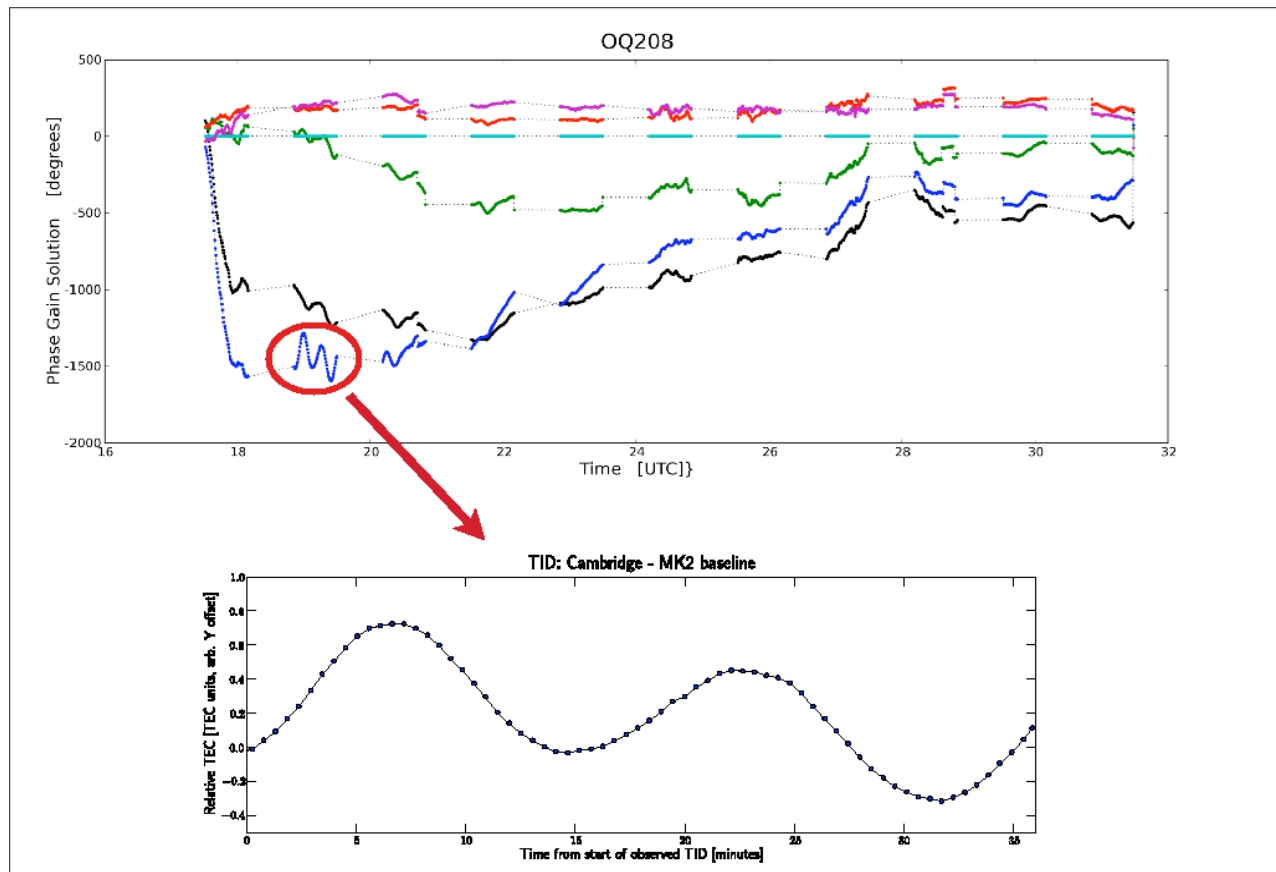 OQ208
500
0
-500
-1000
-1500
-2000
Phase Gain Solution [degrees]
16 18 20 22 24 26 28 30 32
Time [UTC]}
TID: Cambridge - MK2 baseline
1.0
0.8
0.6
0.4
0.2
0.0
−0.2
−0.4
Relative TEC [TEC units, arb. Y offset]
0 5 10 15 20 25 30 35
Time from start of observed TID [minutes]